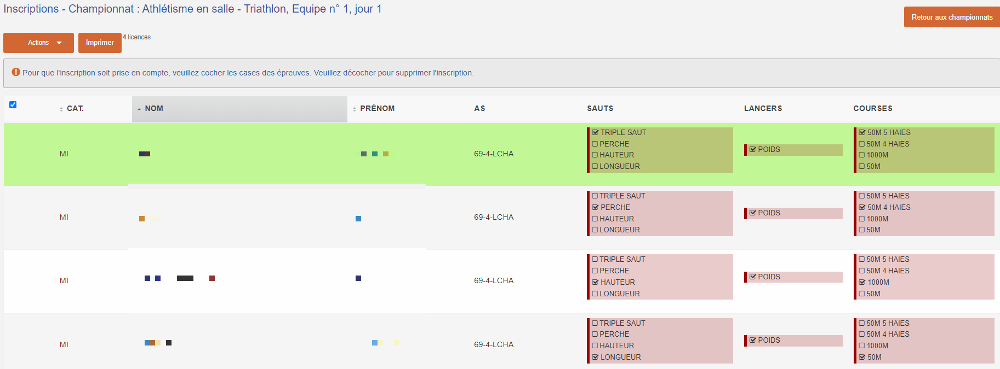 Inscriptions - Championnat : Athlétisme en salle - Triathlon, Equipe n° 1, jour 1
Retour aux championnats
Actions
Imprimer
4 licences
Pour que l'inscription soit prise en compte, veuillez cocher les cases des épreuves. Veuillez décocher pour supprimer l'inscription.
CAT. NOM PRÉNOM AS SAUTS LANCERS COURSES
MI 69-4-LCHA
TRIPLE SAUT
PERCHE
HAUTEUR
LONGUEUR
POIDS
50M 5 HAIES
50M 4 HAIES
1000M
50M
MI 69-4-LCHA
TRIPLE SAUT
PERCHE
HAUTEUR
LONGUEUR
POIDS
50M 5 HAIES
50M 4 HAIES
1000M
50M
MI 69-4-LCHA
TRIPLE SAUT
PERCHE
HAUTEUR
LONGUEUR
POIDS
50M 5 HAIES
50M 4 HAIES
1000M
50M
MI 69-4-LCHA
TRIPLE SAUT
PERCHE
HAUTEUR
LONGUEUR
POIDS
50M 5 HAIES
50M 4 HAIES
1000M
50M